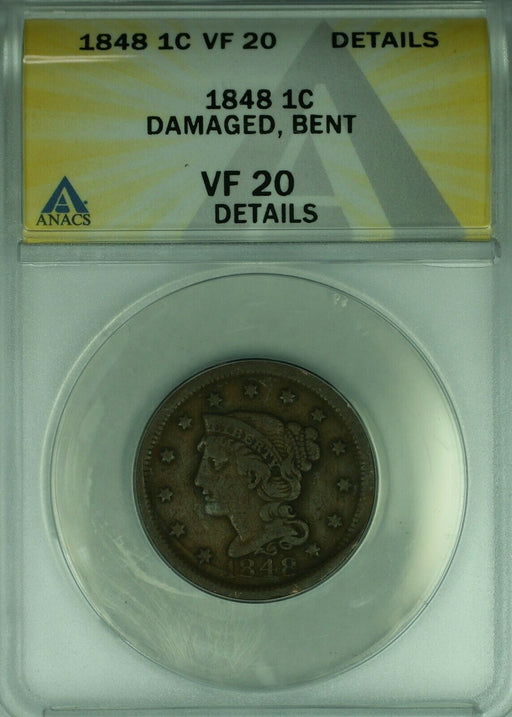 1848 1C VF 20 DETAILS
1848 1C
DAMAGED, BENT
VF 20
DETAILS
ANACS
LIBERTY
1848